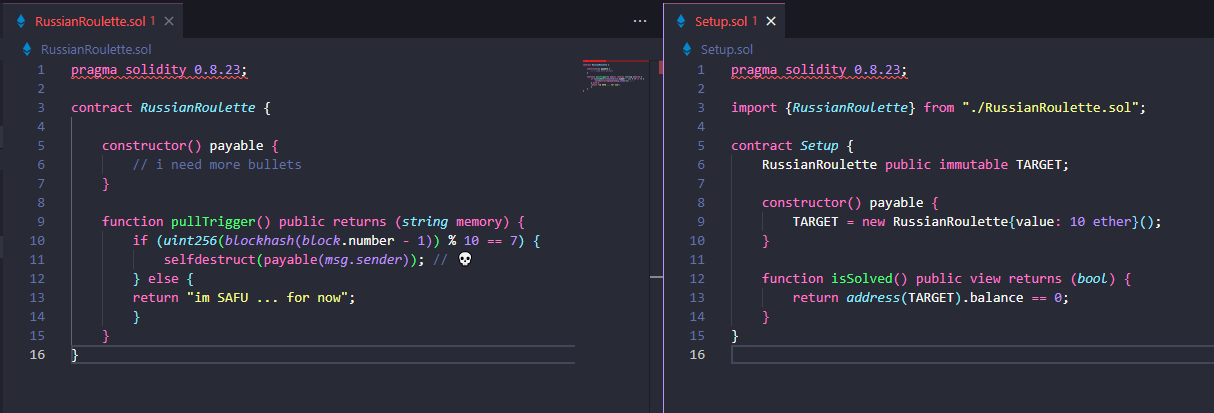 RussianRoulette.sol 1
RussianRoulette.sol
1 pragma solidity 0.8.23;
2
3 contract RussianRoulette {
4
5     constructor() payable {
6         // i need more bullets
7     }
8
9     function pullTrigger() public returns (string memory) {
10         if (uint256(blockhash(block.number - 1)) % 10 == 7) {
11             selfdestruct(payable(msg.sender)); // 💀
12         } else {
13         return "im SAFU ... for now";
14         }
15     }
16 }
Setup.sol 1
Setup.sol
1 pragma solidity 0.8.23;
2
3 import {RussianRoulette} from "./RussianRoulette.sol";
4
5 contract Setup {
6     RussianRoulette public immutable TARGET;
7
8     constructor() payable {
9         TARGET = new RussianRoulette{value: 10 ether}();
10     }
11
12     function isSolved() public view returns (bool) {
13         return address(TARGET).balance == 0;
14     }
15 }
16